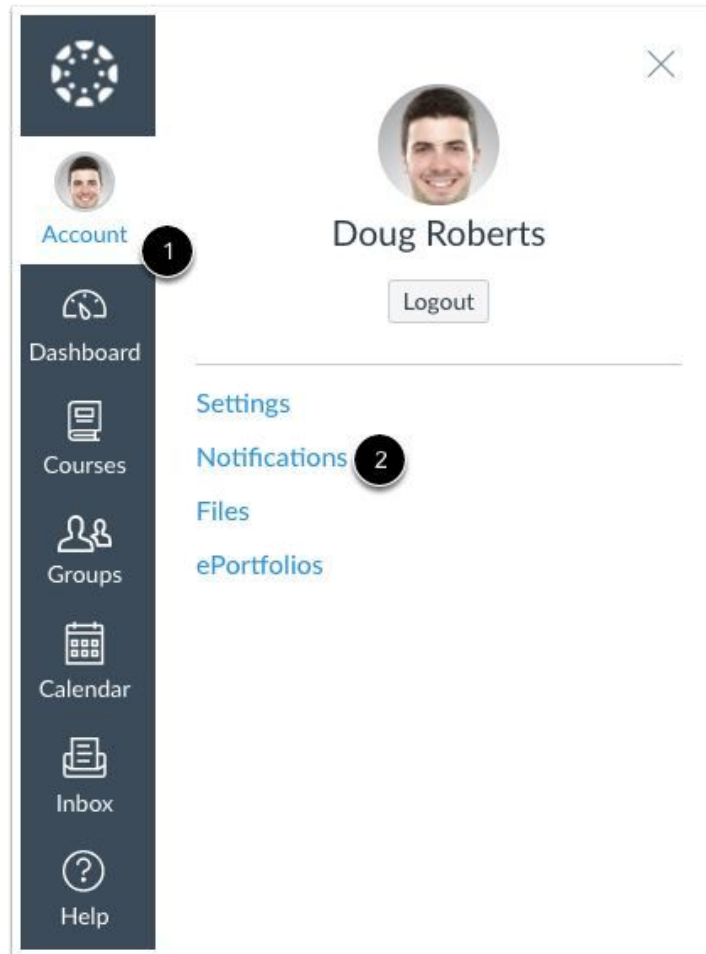 Account
1
Dashboard
Courses
Groups
Calendar
Inbox
Help
Doug Roberts
Logout
Settings
Notifications 2
Files
ePortfolios